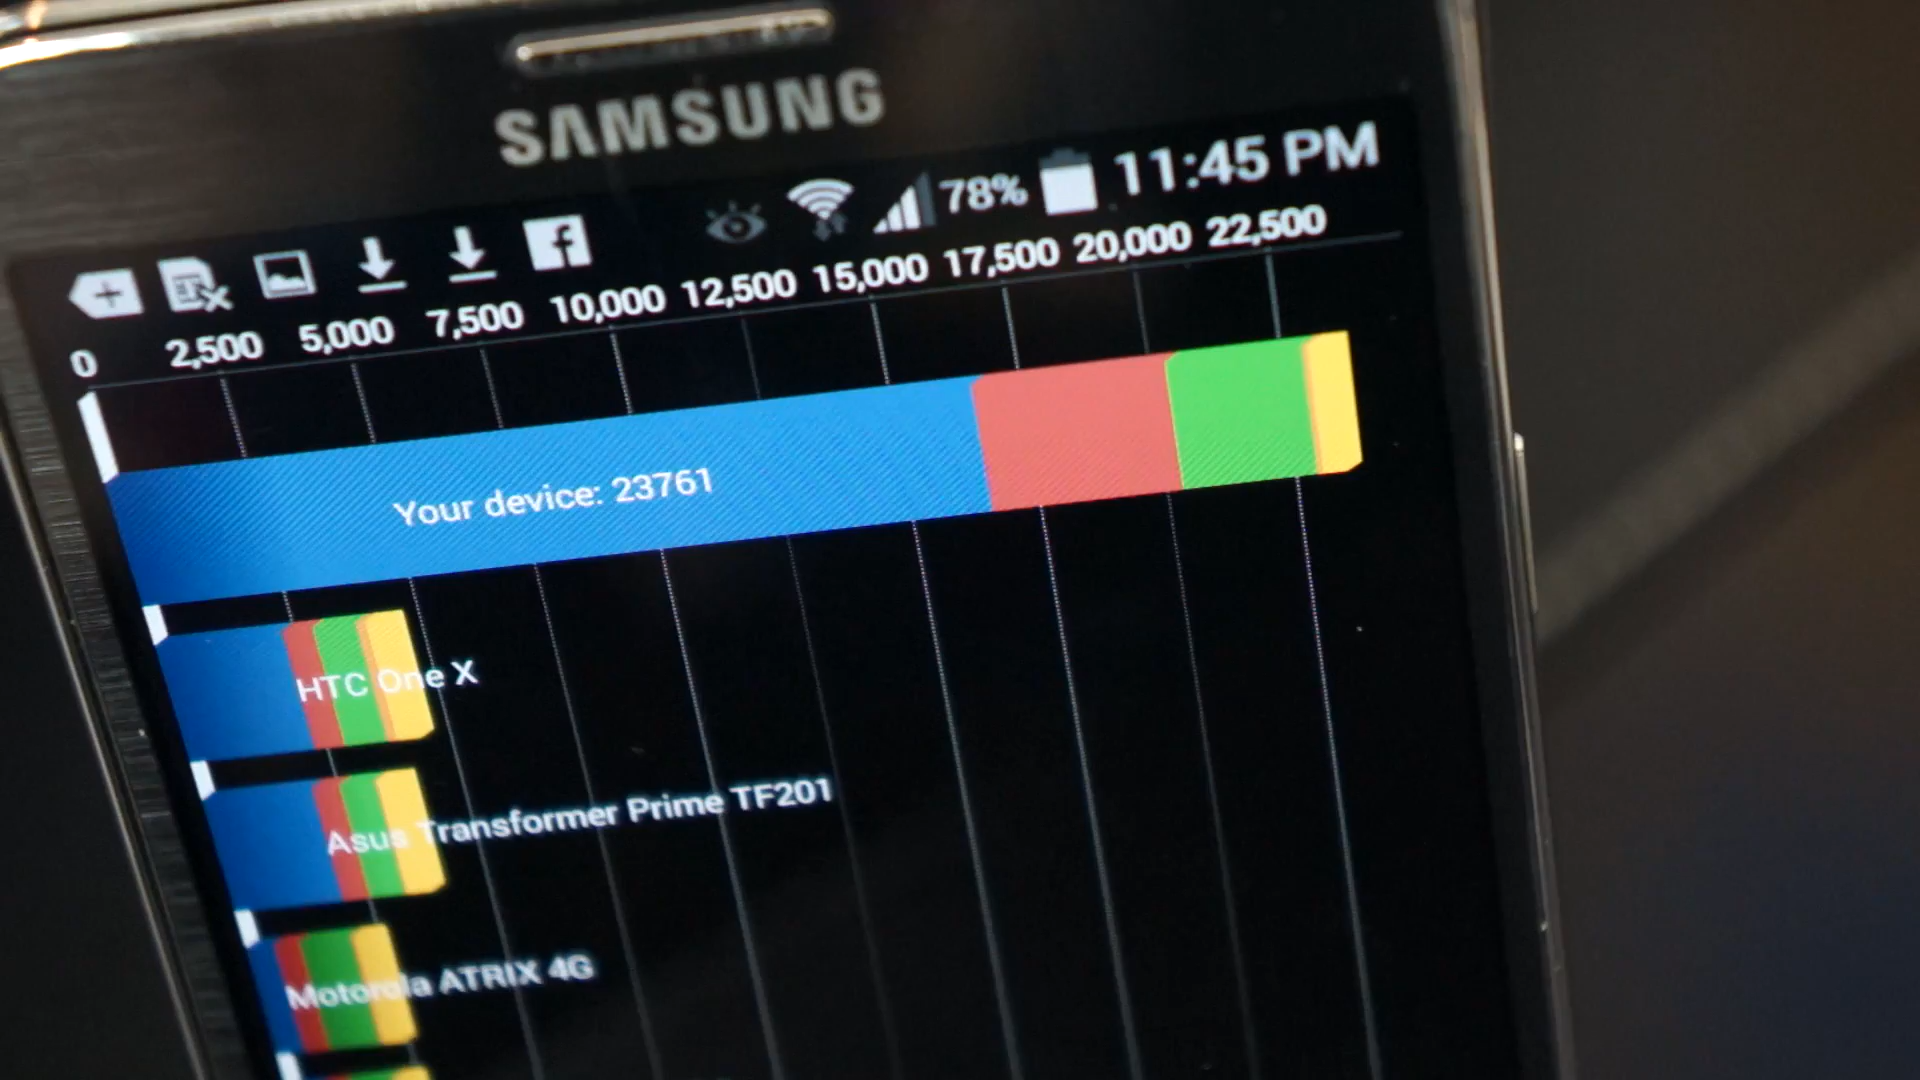 SAMSUNG
78% 11:45 PM
0 2,500 5,000 7,500 10,000 12,500 15,000 17,500 20,000 22,500
Your device: 23761
HTC One X
Asus Transformer Prime TF201
Motorola ATRIX 4G